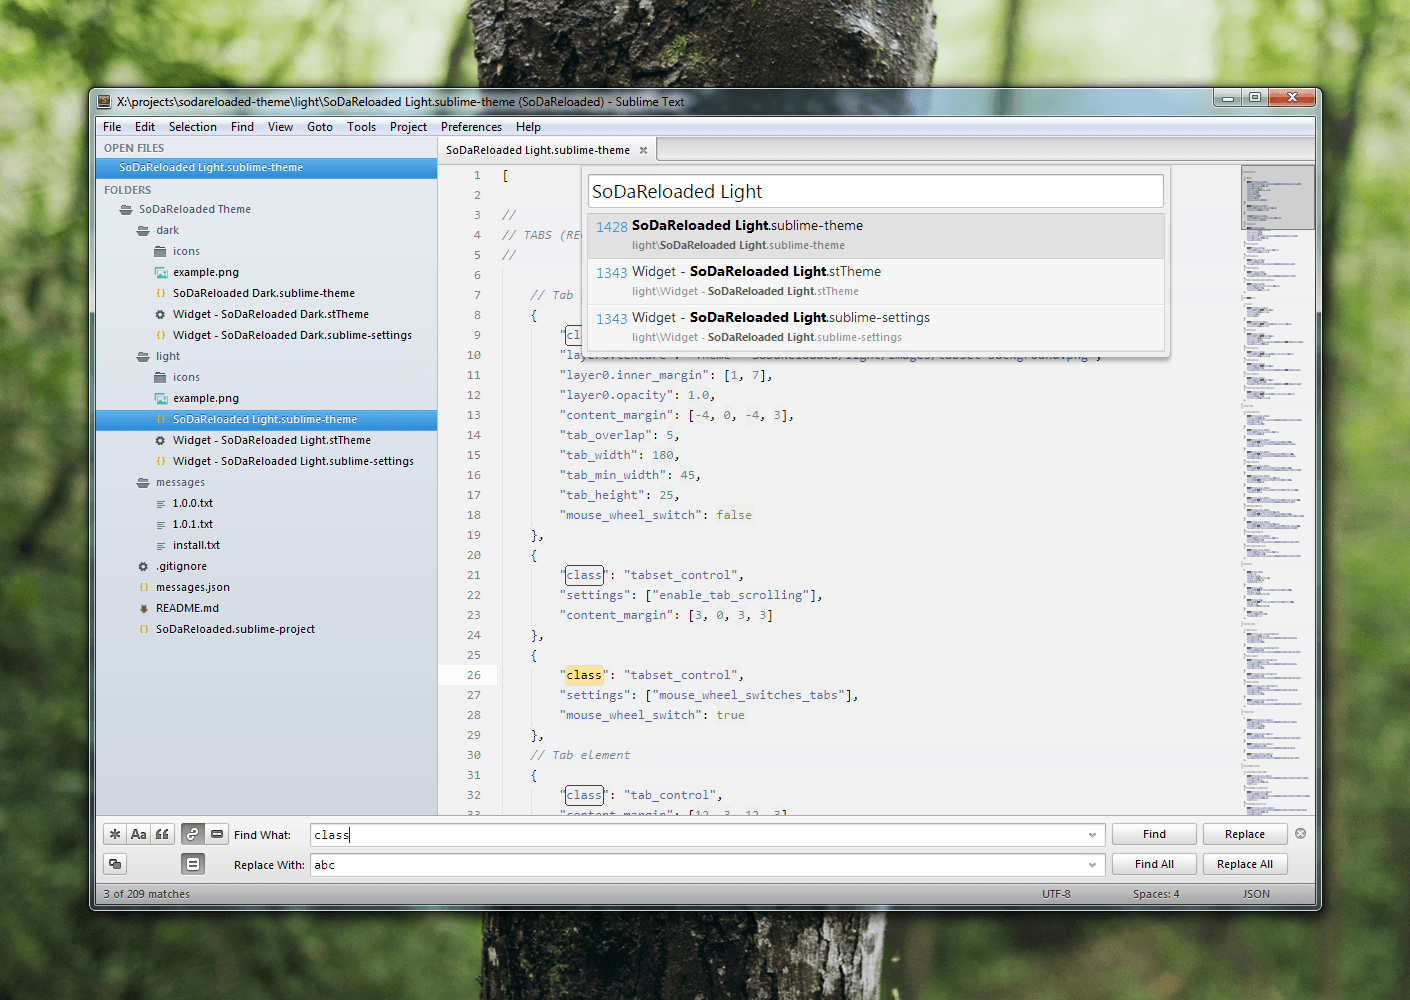 X:\projects\sodareloaded-theme\light\SoDaReloaded Light.sublime-theme (SoDaReloaded) - Sublime Text
File Edit Selection Find View Goto Tools Project Preferences Help
OPEN FILES
SoDaReloaded Light.sublime-theme
FOLDERS
SoDaReloaded Theme
dark
icons
example.png
SoDaReloaded Dark.sublime-theme
Widget - SoDaReloaded Dark.stTheme
Widget - SoDaReloaded Dark.sublime-settings
light
icons
example.png
SoDaReloaded Light.sublime-theme
Widget - SoDaReloaded Light.stTheme
Widget - SoDaReloaded Light.sublime-settings
messages
1.0.0.txt
1.0.1.txt
install.txt
.gitignore
messages.json
README.md
SoDaReloaded.sublime-project
SoDaReloaded Light.sublime-theme
SoDaReloaded Light
1428 SoDaReloaded Light.sublime-theme
light\SoDaReloaded Light.sublime-theme
1343 Widget - SoDaReloaded Light.stTheme
light\Widget - SoDaReloaded Light.stTheme
1343 Widget - SoDaReloaded Light.sublime-settings
light\Widget - SoDaReloaded Light.sublime-settings
1 [
2
3 //
4 // TABS (RE
5 //
6
7 // Tab
8 {
9 "cla
10
11 "layer0.inner_margin": [1, 7],
12 "layer0.opacity": 1.0,
13 "content_margin": [-4, 0, -4, 3],
14 "tab_overlap": 5,
15 "tab_width": 180,
16 "tab_min_width": 45,
17 "tab_height": 25,
18 "mouse_wheel_switch": false
19 },
20 {
21 "class": "tabset_control",
22 "settings": ["enable_tab_scrolling"],
23 "content_margin": [3, 0, 3, 3]
24 },
25 {
26 "class": "tabset_control",
27 "settings": ["mouse_wheel_switches_tabs"],
28 "mouse_wheel_switch": true
29 },
30 // Tab element
31 {
32 "class": "tab_control",
33 "content_margin": [12, 3, 12, 3]
Aa Find What: class Find Replace
Replace With: abc Find All Replace All
3 of 209 matches UTF-8 Spaces: 4 JSON